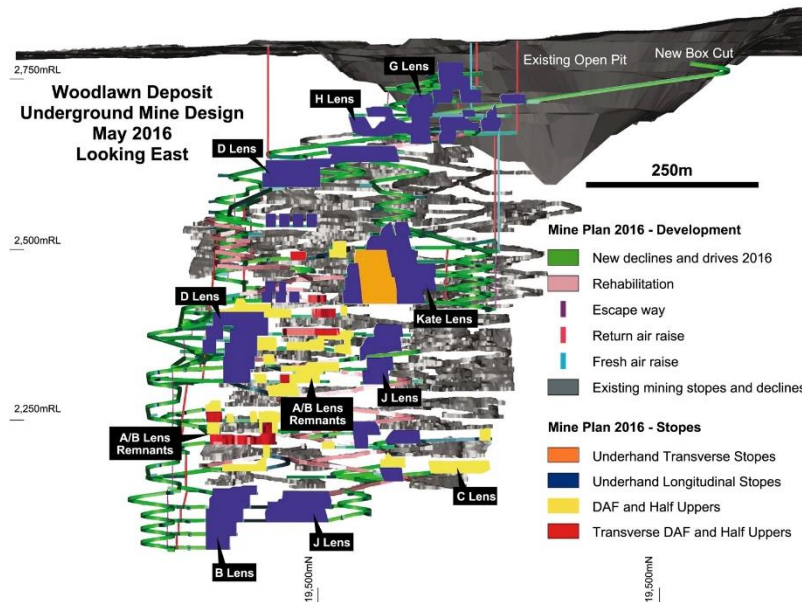 2,750mRL
Woodlawn Deposit
Underground Mine Design
May 2016
Looking East
G Lens
H Lens
D Lens
Existing Open Pit
New Box Cut
250m
2,500mRL
D Lens
Kate Lens
J Lens
A/B Lens
Remnants
2,250mRL
A/B Lens
Remnants
C Lens
J Lens
B Lens
19,500mN
19,500mN
Mine Plan 2016 - Development
New declines and drives 2016
Rehabilitation
Escape way
Return air raise
Fresh air raise
Existing mining stopes and declines
Mine Plan 2016 - Stopes
Underhand Transverse Stopes
Underhand Longitudinal Stopes
DAF and Half Uppers
Transverse DAF and Half Uppers